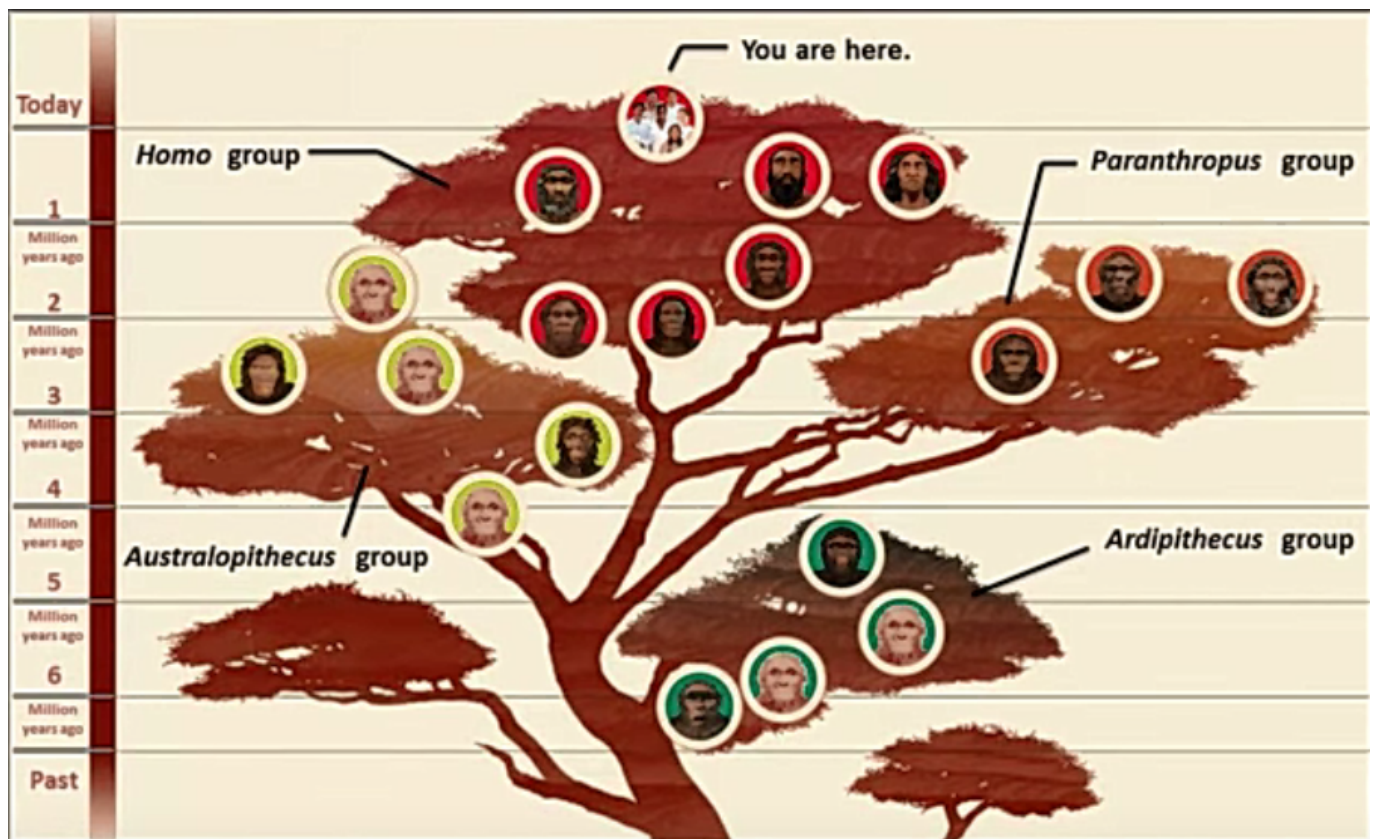 You are here.
Today
Homo group
Paranthropus group
1
Million
years ago
2
Million
years ago
3
Million
years ago
4
Million
years ago
Australopithecus group
Ardipithecus group
5
Million
years ago
6
Million
years ago
Past